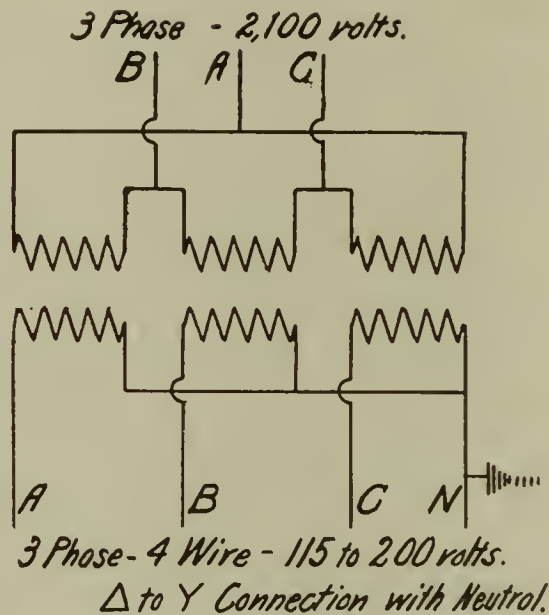 3 Phase - 2,100 volts.
B A C
A B C N
3 Phase - 4 Wire - 115 to 200 volts.
Δ to Y Connection with Neutral.